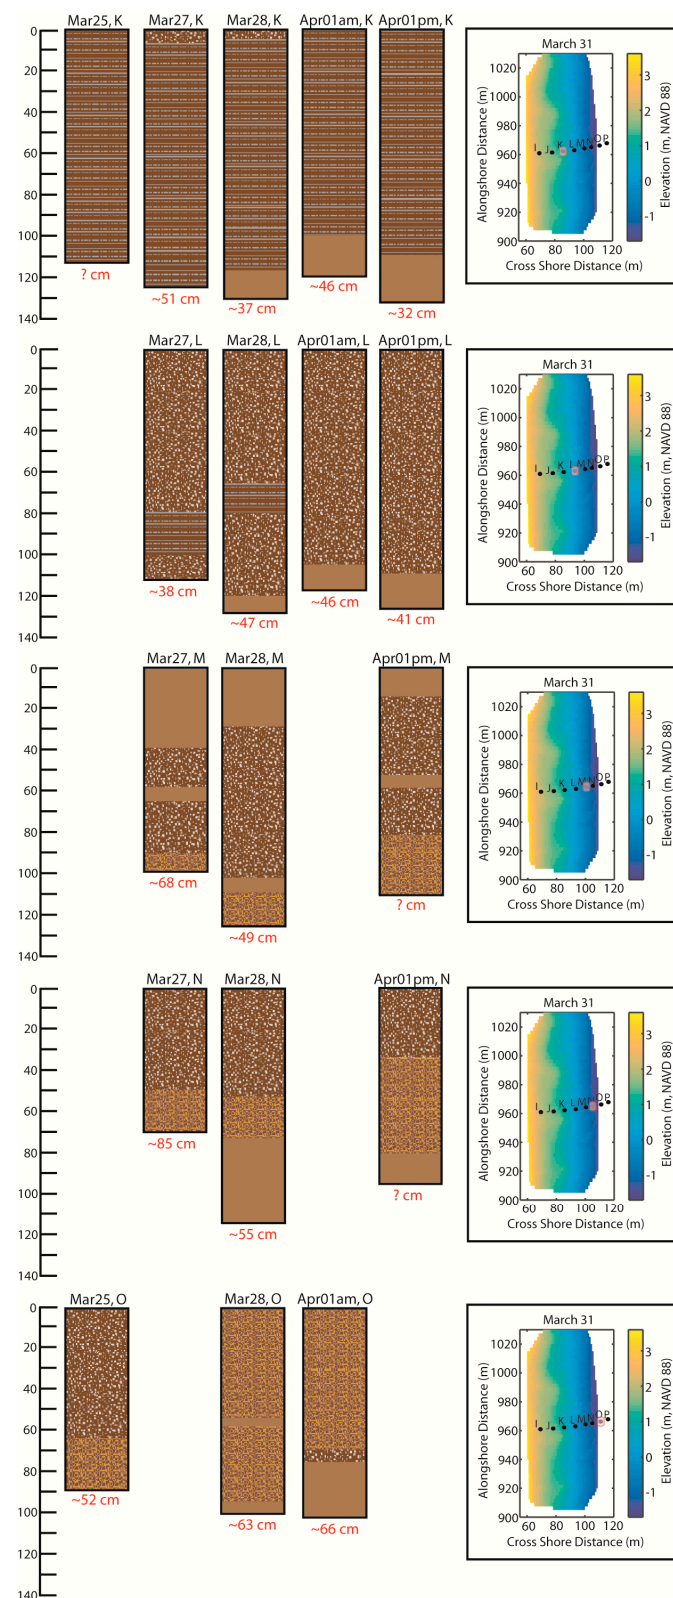 Mar25, K Mar27, K Mar28, K Apr01am, K Apr01pm, K
0
20
40
60
80
100
120
140
? cm
~51 cm
~37 cm
~46 cm
~32 cm
March 31
Alongshore Distance (m)
1020
1000
980
960
940
920
900
I J K L M N O P
60 80 100 120
Cross Shore Distance (m)
3
2
1
0
-1
Elevation (m, NAVD 88)
Mar27, L Mar28, L Apr01am, L Apr01pm, L
0
20
40
60
80
100
120
140
~38 cm
~47 cm
~46 cm
~41 cm
March 31
Alongshore Distance (m)
1020
1000
980
960
940
920
900
I J K L M N O P
60 80 100 120
Cross Shore Distance (m)
3
2
1
0
-1
Elevation (m, NAVD 88)
Mar27, M Mar28, M Apr01pm, M
0
20
40
60
80
100
120
140
~68 cm
~49 cm
? cm
March 31
Alongshore Distance (m)
1020
1000
980
960
940
920
900
I J K L M N O P
60 80 100 120
Cross Shore Distance (m)
3
2
1
0
-1
Elevation (m, NAVD 88)
Mar27, N Mar28, N Apr01pm, N
0
20
40
60
80
100
120
140
~85 cm
~55 cm
? cm
March 31
Alongshore Distance (m)
1020
1000
980
960
940
920
900
I J K L M N O P
60 80 100 120
Cross Shore Distance (m)
3
2
1
0
-1
Elevation (m, NAVD 88)
Mar25, O Mar28, O Apr01am, O
0
20
40
60
80
100
120
140
~52 cm
~63 cm
~66 cm
March 31
Alongshore Distance (m)
1020
1000
980
960
940
920
900
I J K L M N O P
60 80 100 120
Cross Shore Distance (m)
3
2
1
0
-1
Elevation (m, NAVD 88)